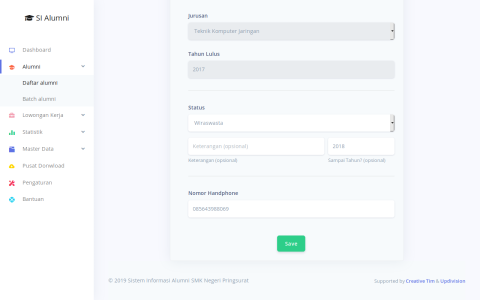 SI Alumni
Dashboard
Alumni
Daftar alumni
Batch alumni
Lowongan Kerja
Statistik
Master Data
Pusat Donwload
Pengaturan
Bantuan
Jurusan
Teknik Komputer Jaringan
Tahun Lulus
2017
Status
Wiraswasta
Keterangan (opsional)
2018
Keterangan (opsional)
Sampai Tahun? (opsional)
Nomor Handphone
Save
© 2019 Sistem Informasi Alumni SMK Negeri Pringsurat
Supported by Creative Tim & Updivision